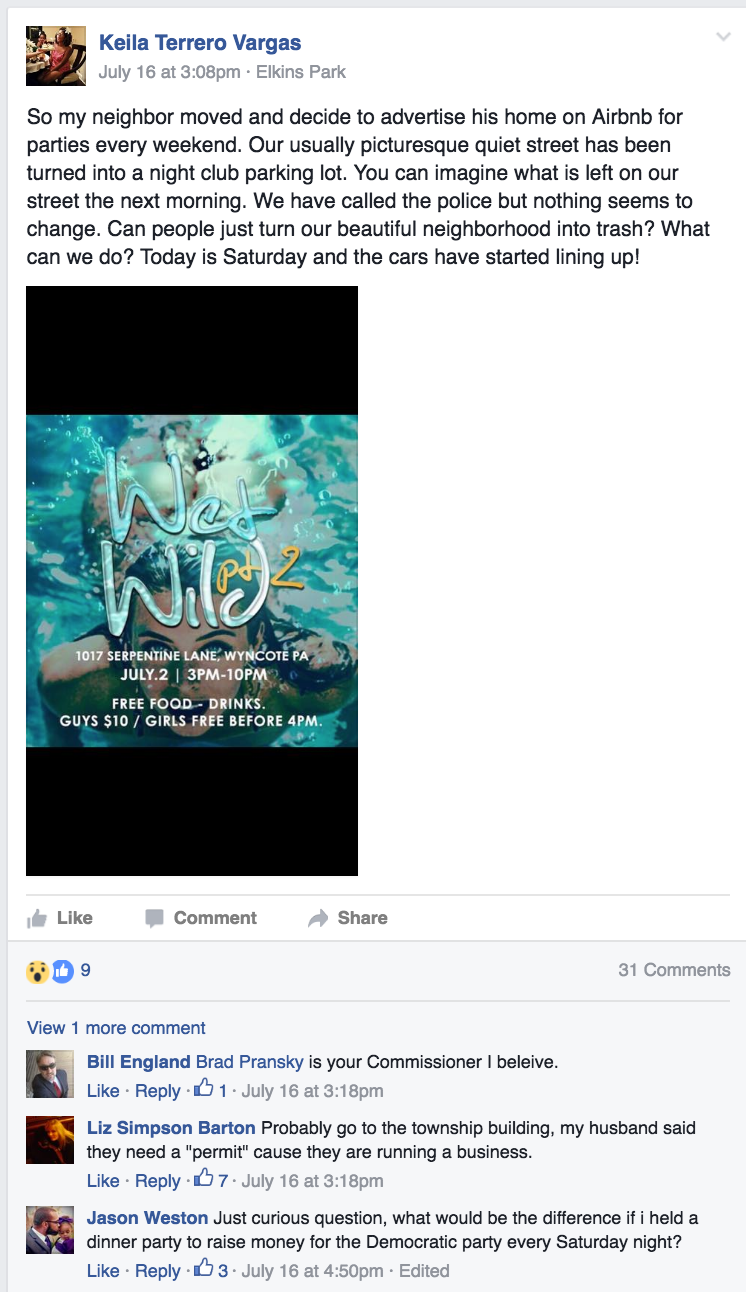 Keila Terrero Vargas
July 16 at 3:08pm · Elkins Park
So my neighbor moved and decide to advertise his home on Airbnb for
parties every weekend. Our usually picturesque quiet street has been
turned into a night club parking lot. You can imagine what is left on our
street the next morning. We have called the police but nothing seems to
change. Can people just turn our beautiful neighborhood into trash? What
can we do? Today is Saturday and the cars have started lining up!
Wet
Wild pt 2
1017 SERPENTINE LANE, WYNCOTE PA
JULY.2 | 3PM-10PM
FREE FOOD - DRINKS.
GUYS $10 / GIRLS FREE BEFORE 4PM.
Like Comment Share
9 31 Comments
View 1 more comment
Bill England Brad Pransky is your Commissioner I beleive.
Like · Reply · 1 · July 16 at 3:18pm
Liz Simpson Barton Probably go to the township building, my husband said
they need a "permit" cause they are running a business.
Like · Reply · 7 · July 16 at 3:18pm
Jason Weston Just curious question, what would be the difference if i held a
dinner party to raise money for the Democratic party every Saturday night?
Like · Reply · 3 · July 16 at 4:50pm · Edited